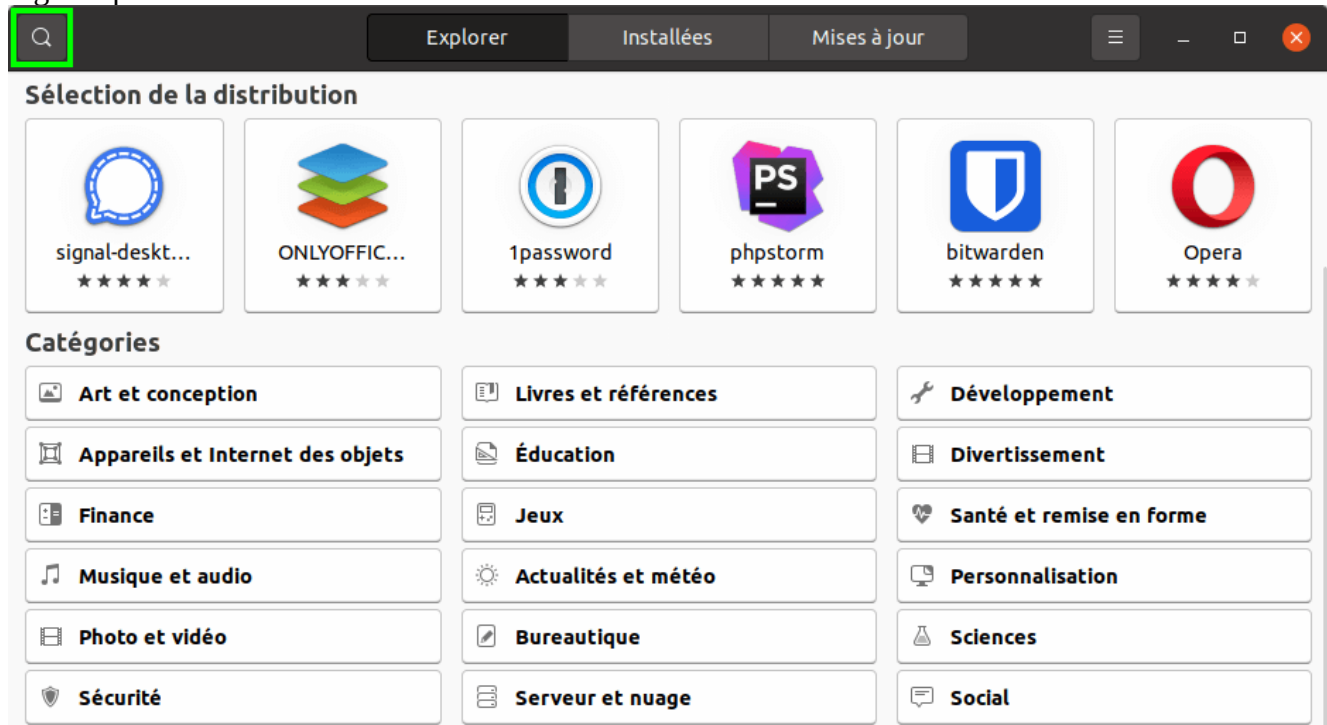 Explorer Installées Mises à jour
Sélection de la distribution
signal-deskt... ONLYOFFIC... 1password phpstorm bitwarden Opera
PS
Catégories
Art et conception Livres et références Développement
Appareils et Internet des objets Éducation Divertissement
Finance Jeux Santé et remise en forme
Musique et audio Actualités et météo Personnalisation
Photo et vidéo Bureautique Sciences
Sécurité Serveur et nuage Social